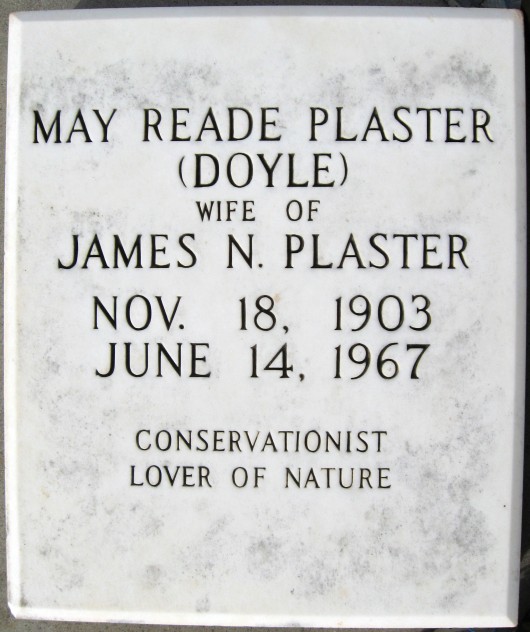 MAY READE PLASTER
(DOYLE)
WIFE OF
JAMES N. PLASTER
NOV. 18, 1903
JUNE 14, 1967
CONSERVATIONIST
LOVER OF NATURE